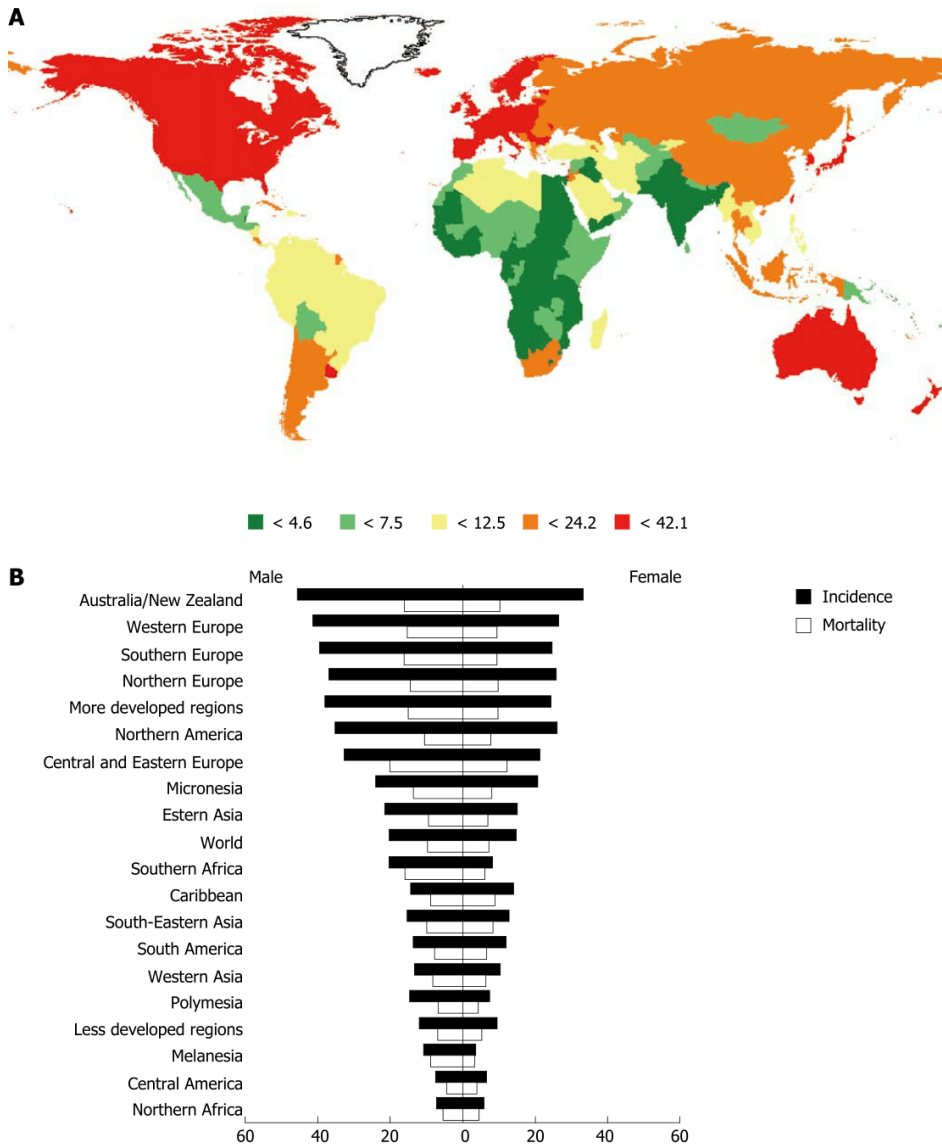 A
< 4.6 < 7.5 < 12.5 < 24.2 < 42.1
B
Male Female
Incidence
Mortality
Australia/New Zealand
Western Europe
Southern Europe
Northern Europe
More developed regions
Northern America
Central and Eastern Europe
Micronesia
Estern Asia
World
Southern Africa
Caribbean
South-Eastern Asia
South America
Western Asia
Polymesia
Less developed regions
Melanesia
Central America
Northern Africa
60 40 20 0 20 40 60